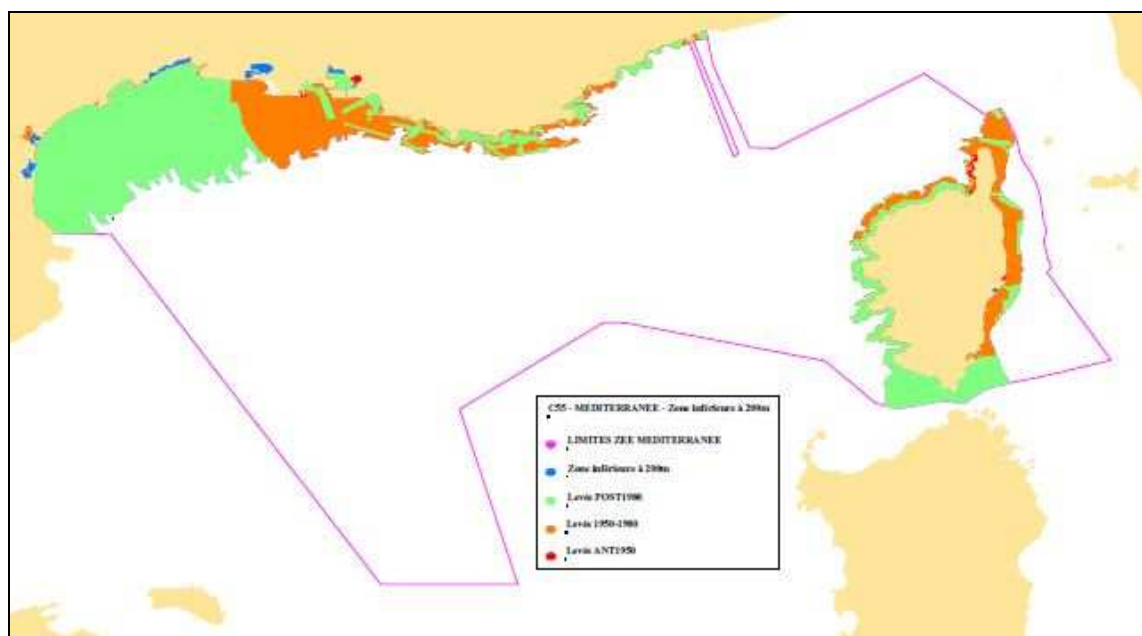 C55 - MEDITERRANEE - Zone inférieure à 200m
LIMITES ZEE MEDITERRANEE
Zone inférieure à 200m
Levés POST1980
Levés 1950-1980
Levés ANT1950